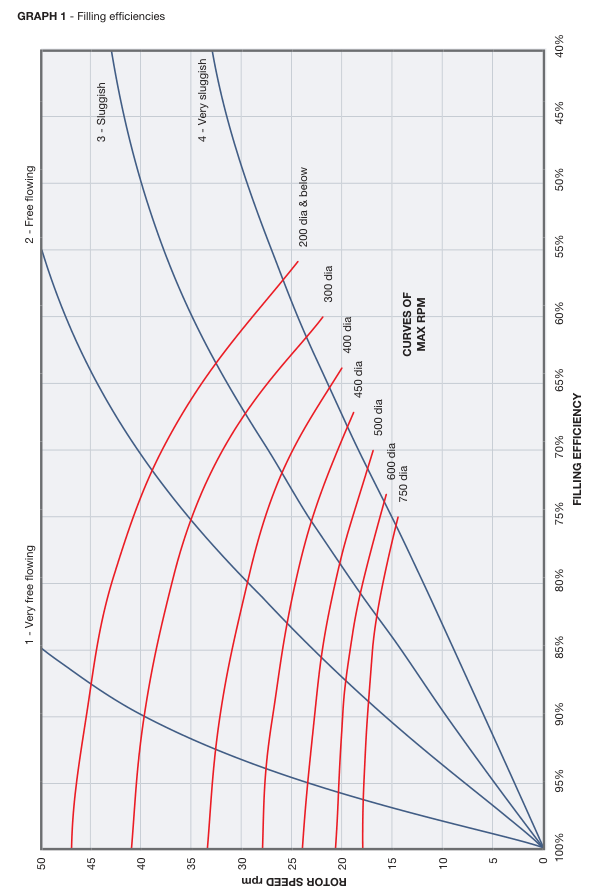 GRAPH 1 - Filling efficiencies
1 - Very free flowing
2 - Free flowing
3 - Sluggish
4 - Very sluggish
200 dia & below
300 dia
400 dia
450 dia
500 dia
600 dia
750 dia
CURVES OF
MAX RPM
40%
45%
50%
55%
60%
65%
70%
75%
80%
85%
90%
95%
100%
FILLING EFFICIENCY
50
45
40
35
30
25
20
15
10
5
0
ROTOR SPEED rpm